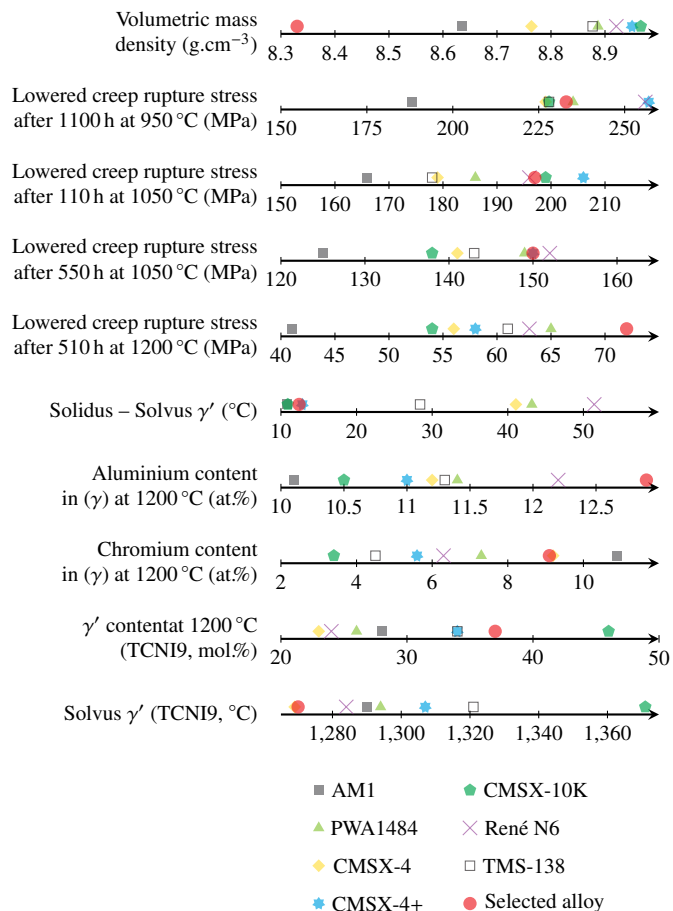 Volumetric mass
density (g.cm−3)
8.3 8.4 8.5 8.6 8.7 8.8 8.9
Lowered creep rupture stress
after 1100 h at 950 °C (MPa)
150 175 200 225 250
Lowered creep rupture stress
after 110 h at 1050 °C (MPa)
150 160 170 180 190 200 210
Lowered creep rupture stress
after 550 h at 1050 °C (MPa)
120 130 140 150 160
Lowered creep rupture stress
after 510 h at 1200 °C (MPa)
40 45 50 55 60 65 70
Solidus – Solvus γ′ (°C)
10 20 30 40 50
Aluminium content
in (γ) at 1200 °C (at.%)
10 10.5 11 11.5 12 12.5
Chromium content
in (γ) at 1200 °C (at.%)
2 4 6 8 10
γ′ contentat 1200 °C
(TCNI9, mol.%)
20 30 40 50
Solvus γ′ (TCNI9, °C)
1,280 1,300 1,320 1,340 1,360
AM1 CMSX-10K
PWA1484 René N6
CMSX-4 TMS-138
CMSX-4+ Selected alloy